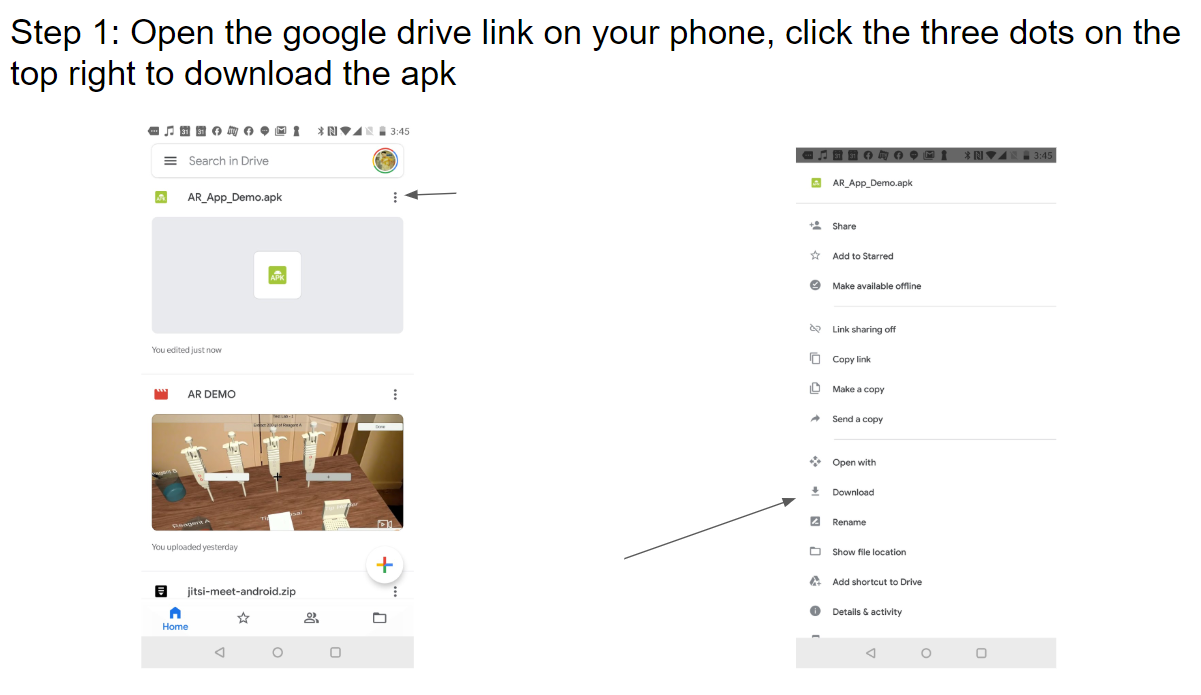 Step 1: Open the google drive link on your phone, click the three dots on the
top right to download the apk
3:45
Search in Drive
AR_App_Demo.apk
APK
You edited just now
AR DEMO
Reagent A
You uploaded yesterday
jitsi-meet-android.zip
Home
3:45
AR_App_Demo.apk
Share
Add to Starred
Make available offline
Link sharing off
Copy link
Make a copy
Send a copy
Open with
Download
Rename
Show file location
Add shortcut to Drive
Details & activity